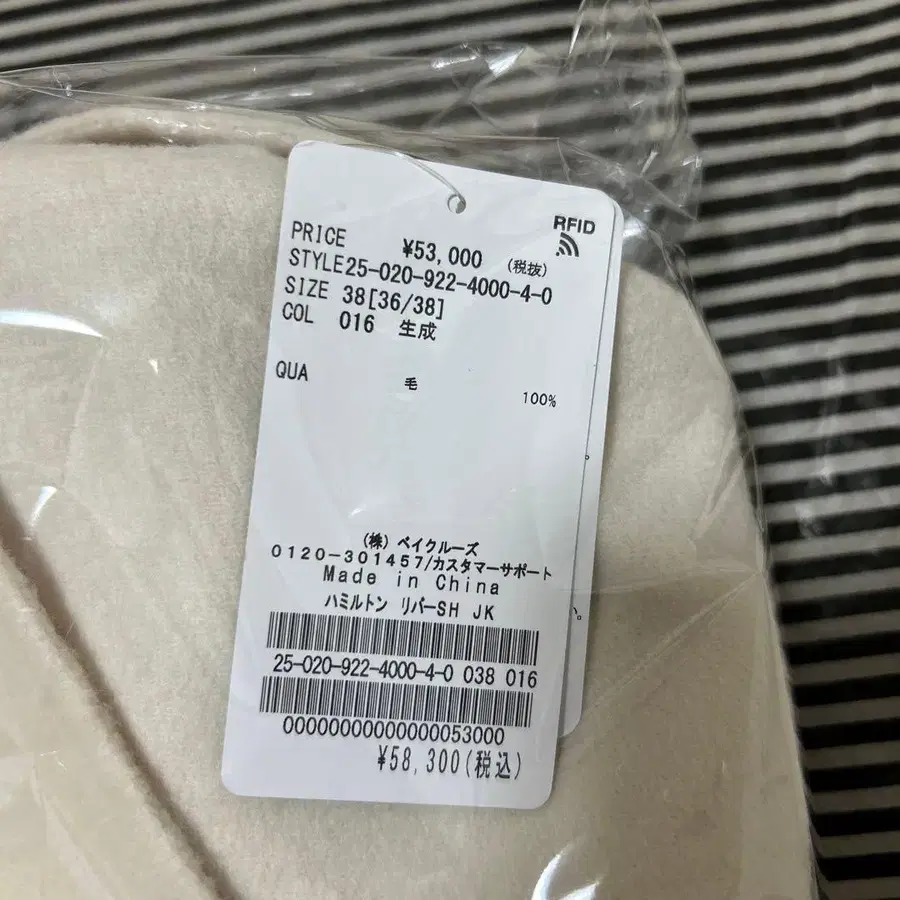 RFID
PRICE ¥53,000 (税抜)
STYLE25-020-922-4000-4-0
SIZE 38[36/38]
COL 016 生成
QUA 毛
100%
(株) ベイクルーズ
0120-301457/カスタマーサポート
Made in China
ハミルトン リバーSH JK
25-020-922-4000-4-0 038 016
00000000000000053000
¥58,300(税込)